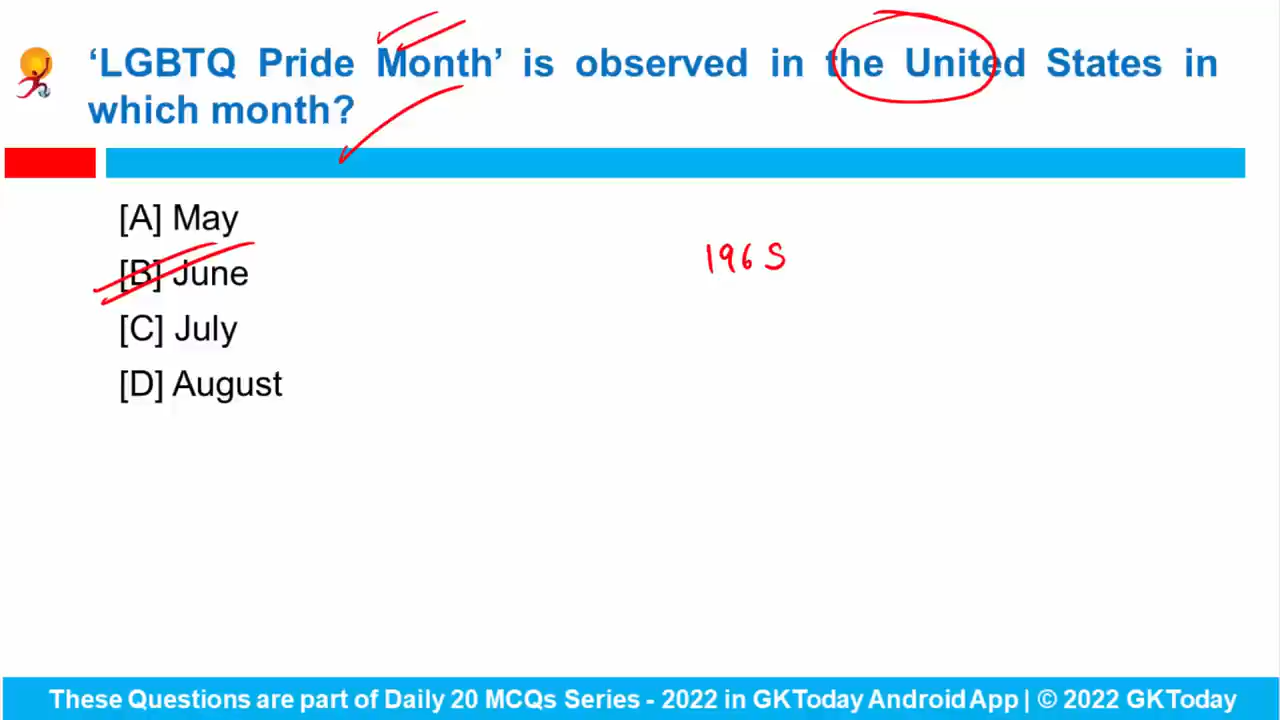 ‘LGBTQ Pride Month’ is observed in the United States in
which month?
[A] May
[B] June
196S
[C] July
[D] August
These Questions are part of Daily 20 MCQs Series - 2022 in GKToday Android App | © 2022 GKToday